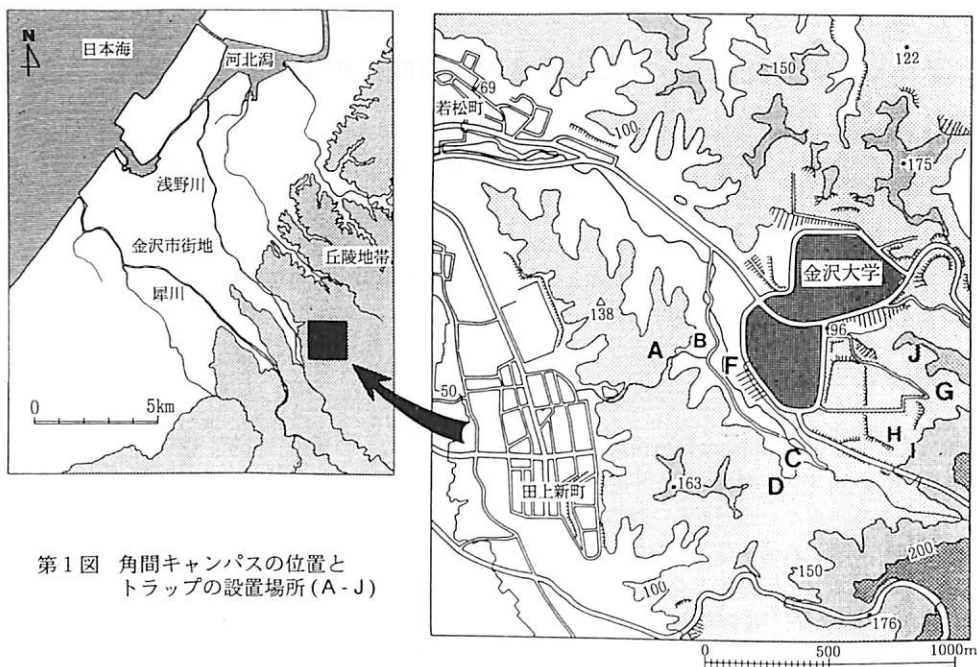 N
日本海
河北潟
浅野川
金沢市街地
丘陵地帯
犀川
0 5km
第1図 角間キャンパスの位置と
トラップの設置場所(A-J)
69
若松町
100
150
122
175
金沢大学
138
96
A
B
F
J
G
50
H
I
C
D
163
田上新町
200
150
100
176
0 500 1000m